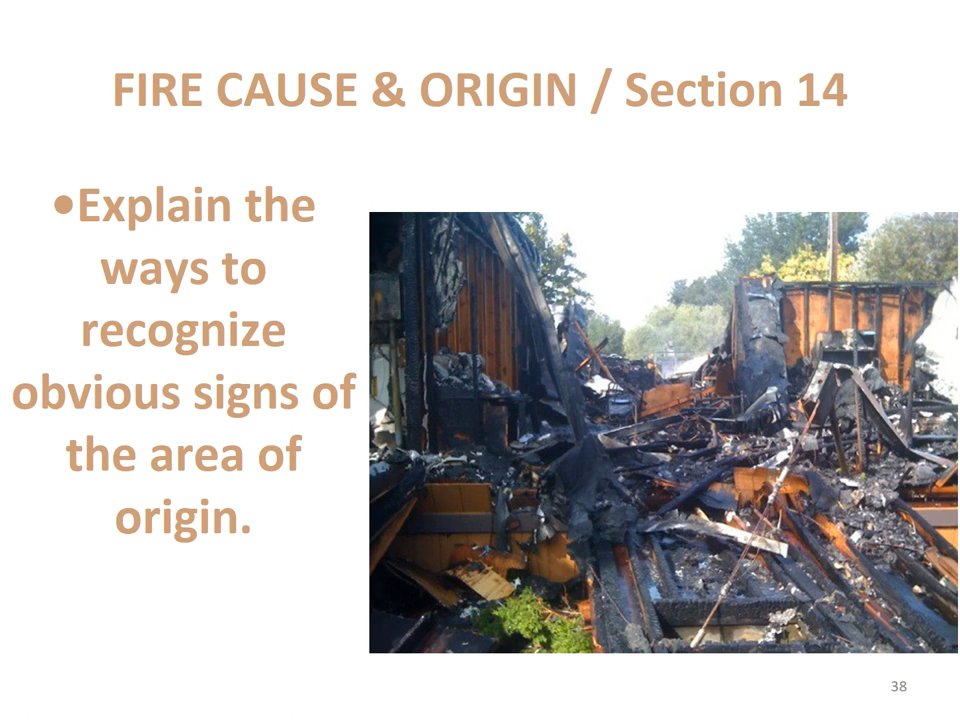 FIRE CAUSE & ORIGIN / Section 14
•Explain the
ways to
recognize
obvious signs of
the area of
origin.
38